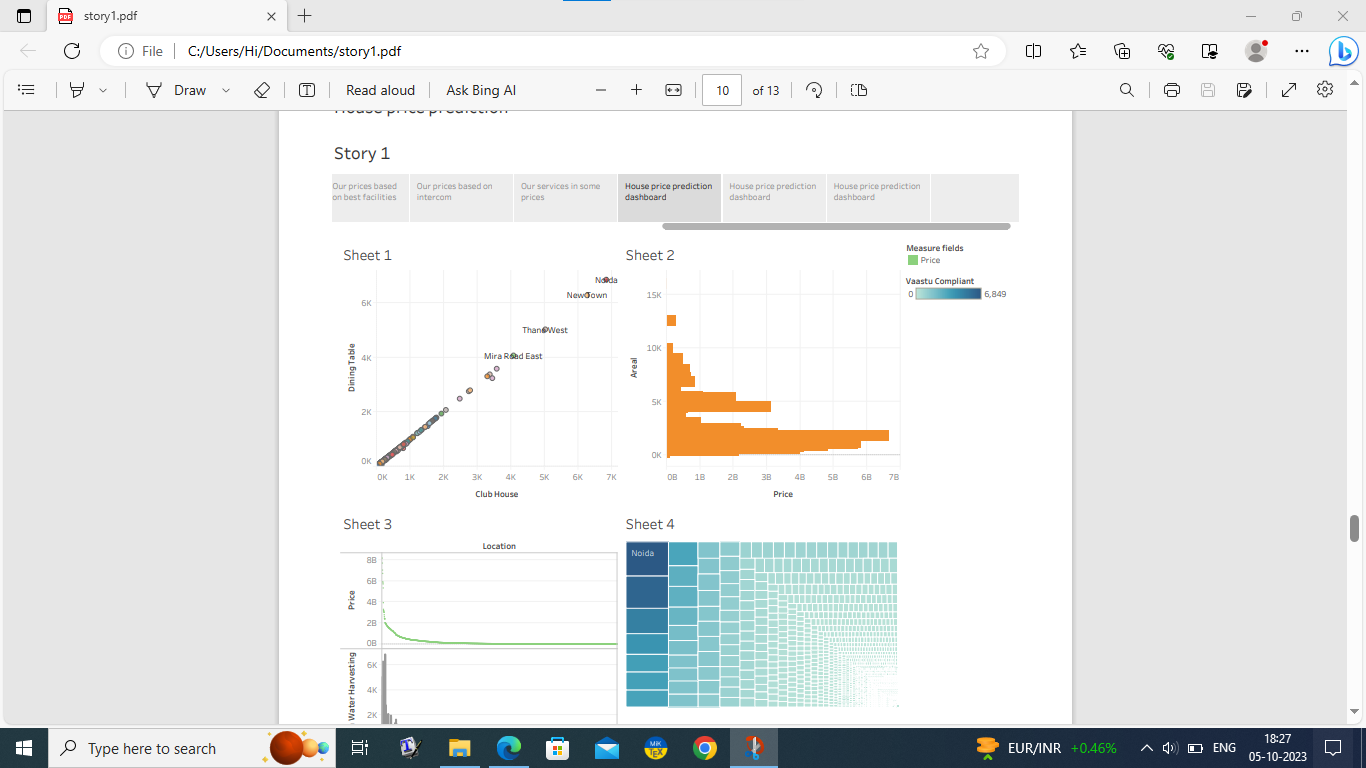 story1.pdf
File
C:/Users/Hi/Documents/story1.pdf
Draw
Read aloud
Ask Bing AI
10
of 13
House price prediction
Story 1
Our prices based
on best facilities
Our prices based on
intercom
Our services in some
prices
House price prediction
dashboard
House price prediction
dashboard
House price prediction
dashboard
Sheet 1
Dining Table
6K
4K
2K
0K
Noida
New Town
Thane West
Mira Road East
0K 1K 2K 3K 4K 5K 6K 7K
Club House
Sheet 2
Areal
15K
10K
5K
0K
0B 1B 2B 3B 4B 5B 6B 7B
Price
Measure fields
Price
Vaastu Compliant
0 6,849
Sheet 3
Location
Price
8B
6B
4B
2B
0B
Water Harvesting
6K
4K
2K
Sheet 4
Noida
Type here to search
EUR/INR +0.46%
ENG
18:27
05-10-2023